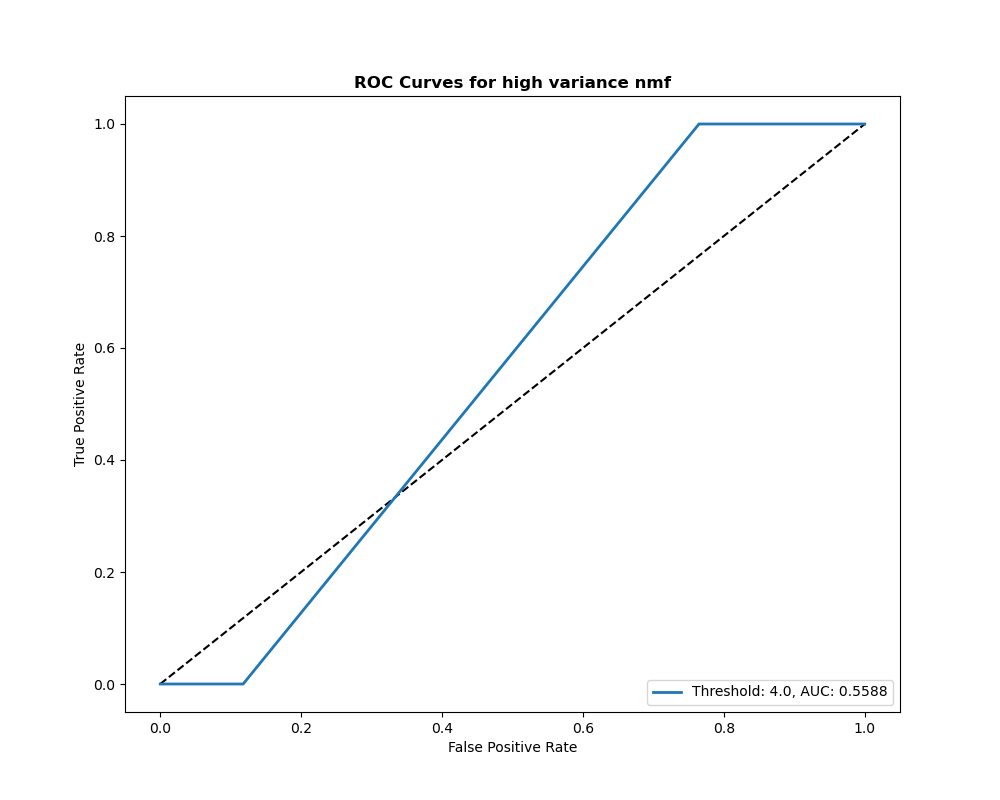 ROC Curves for high variance nmf
1.0
0.8
0.6
0.4
0.2
0.0
True Positive Rate
Threshold: 4.0, AUC: 0.5588
0.0 0.2 0.4 0.6 0.8 1.0
False Positive Rate